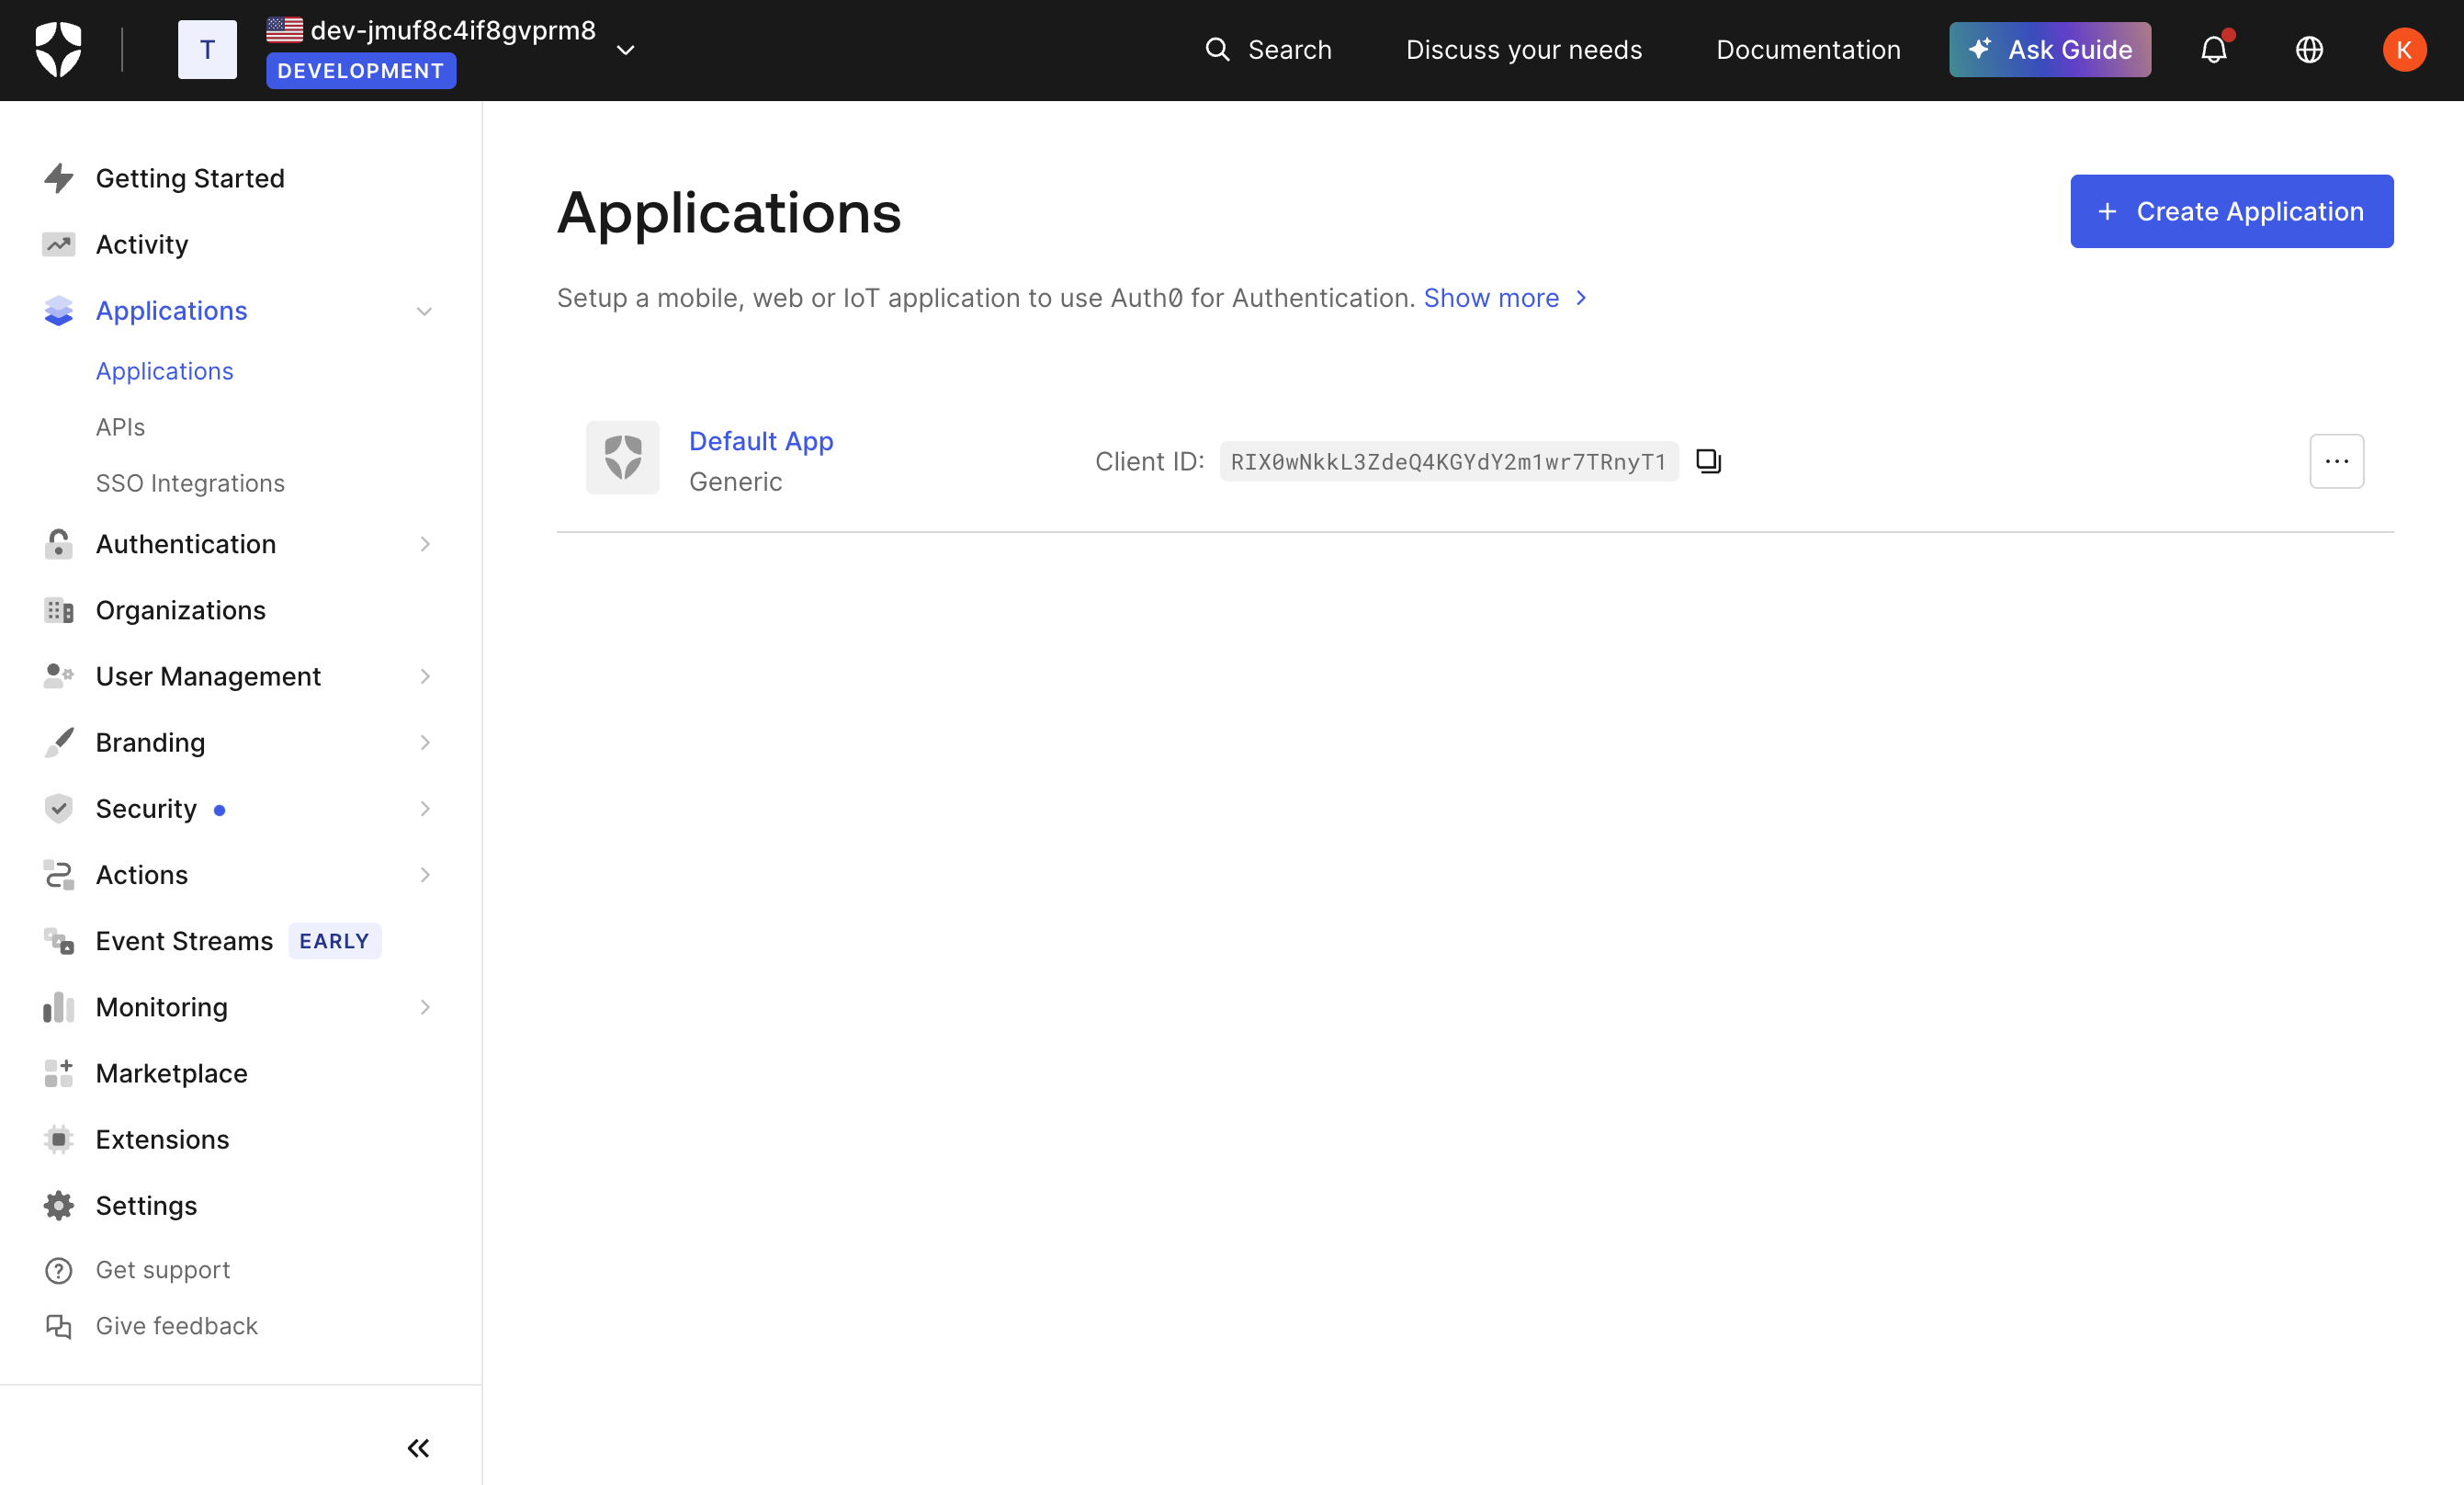 T
dev-jmuf8c4if8gvprm8
DEVELOPMENT
Search
Discuss your needs
Documentation
Ask Guide
K
Getting Started
Activity
Applications
Applications
APIs
SSO Integrations
Authentication
Organizations
User Management
Branding
Security
Actions
Event Streams EARLY
Monitoring
Marketplace
Extensions
Settings
Get support
Give feedback
Applications
+ Create Application
Setup a mobile, web or IoT application to use Auth0 for Authentication. Show more
Default App
Generic
Client ID: RIX0wNkkL3ZdeQ4KGYdY2m1wr7TRnyT1